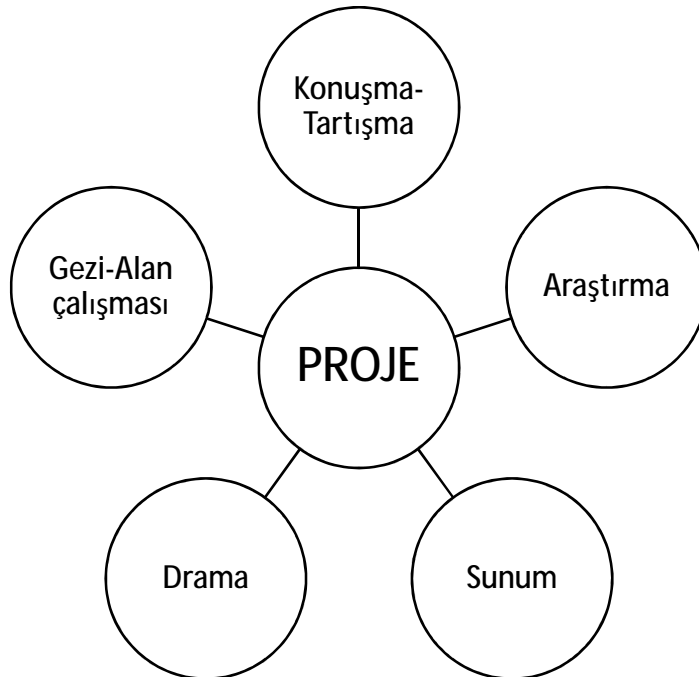 Konuşma-
Tartışma
Gezi-Alan
çalışması
Araştırma
PROJE
Drama
Sunum